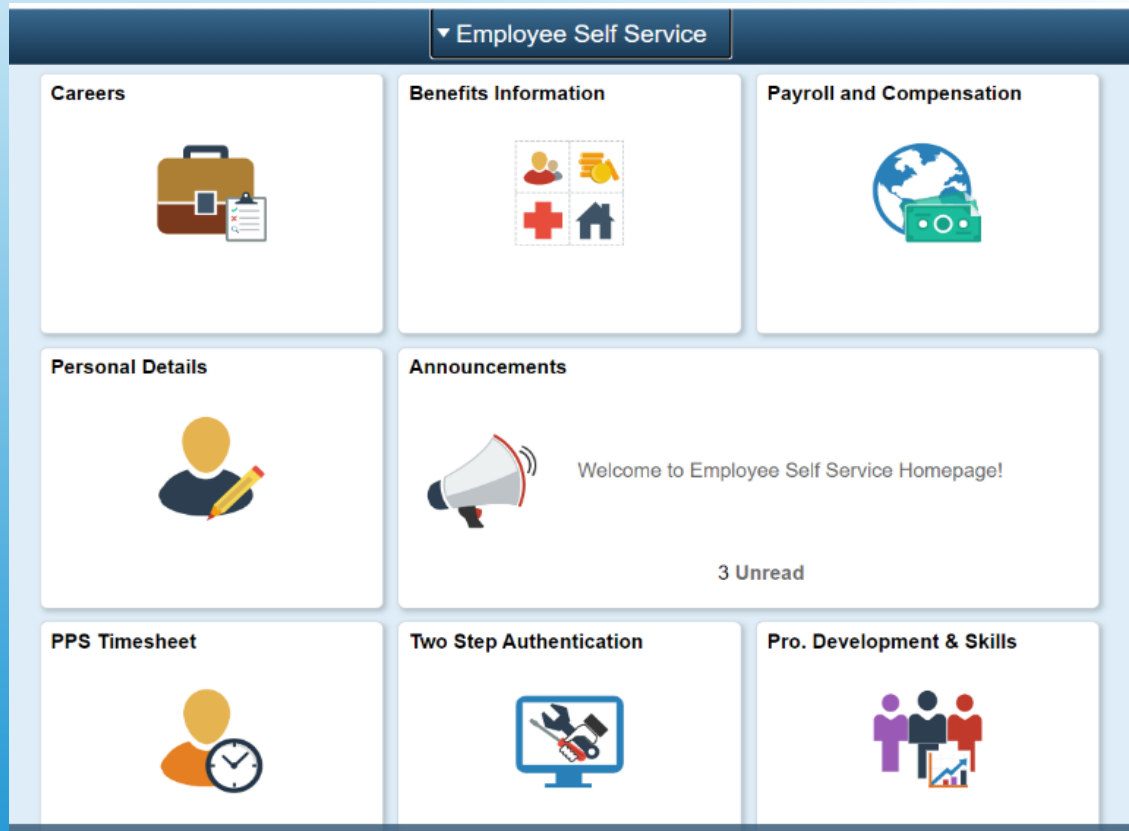 Employee Self Service
Careers
Benefits Information
Payroll and Compensation
Personal Details
Announcements
Welcome to Employee Self Service Homepage!
3 Unread
PPS Timesheet
Two Step Authentication
Pro. Development & Skills